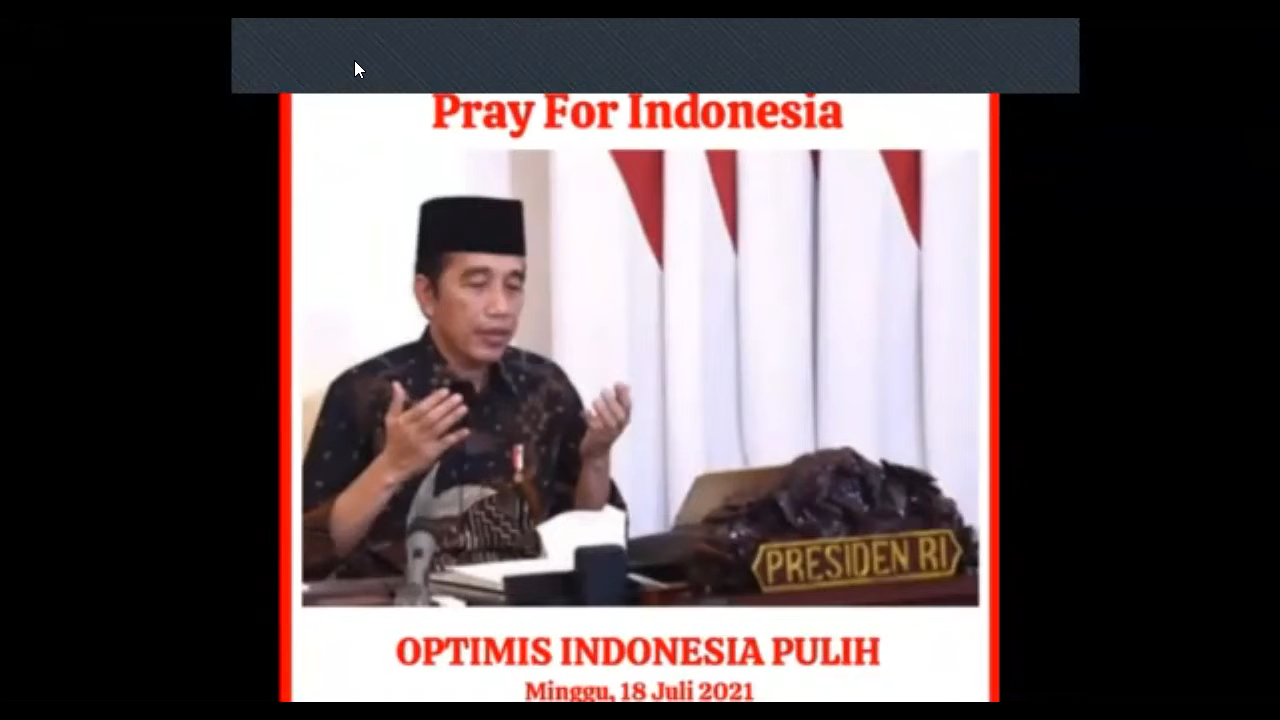 Pray For Indonesia
PRESIDEN RI
OPTIMIS INDONESIA PULIH
Minggu, 18 Juli 2021